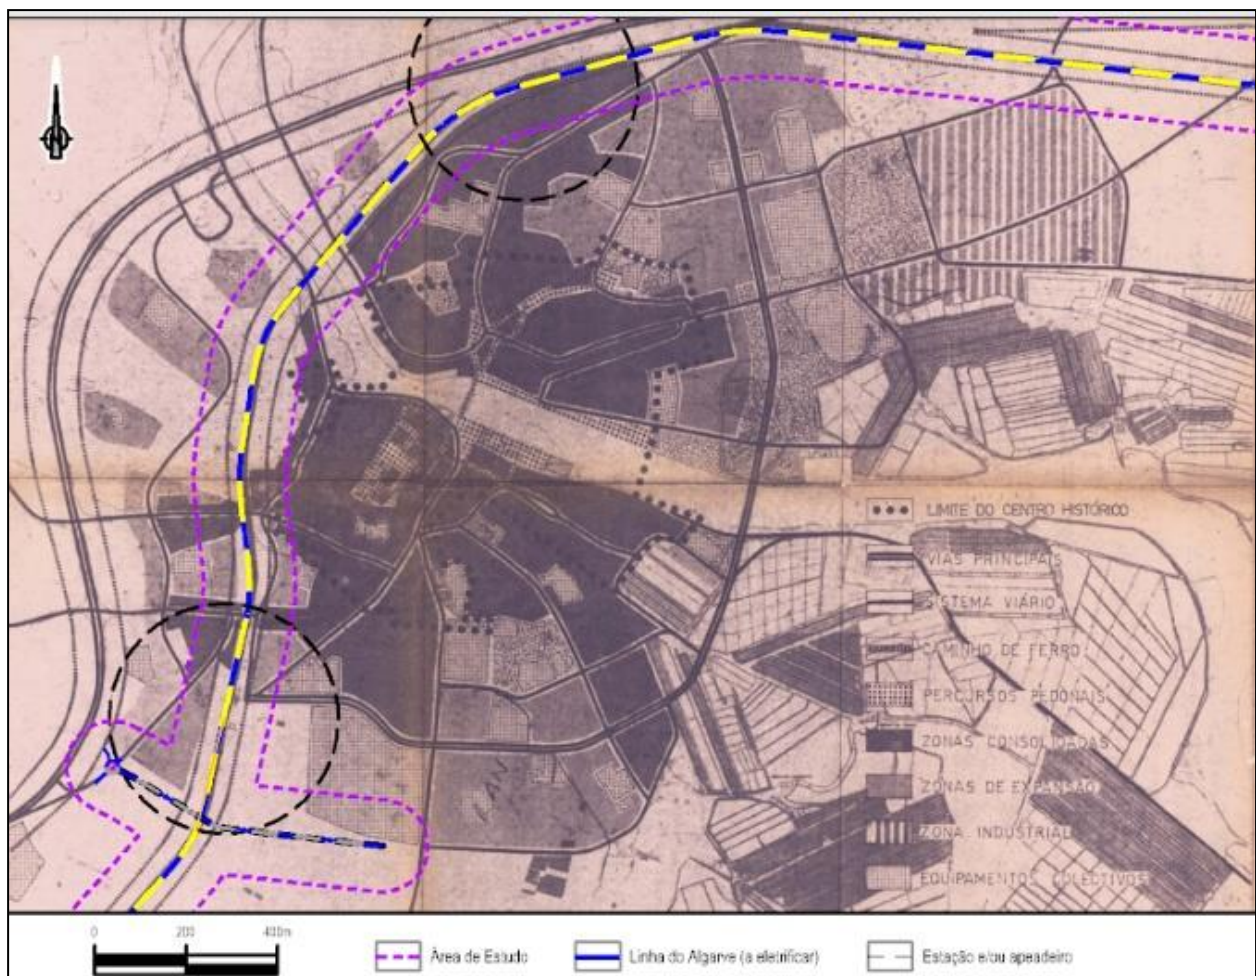 N
LIMITE DO CENTRO HISTÓRICO
VIAS PRINCIPAIS
SISTEMA VIÁRIO
CAMINHO DE FERRO
PERCURSOS PEDONAIS
ZONAS CONSOLIDADAS
ZONAS DE EXPANSÃO
ZONA INDUSTRIAL
EQUIPAMENTOS COLECTIVOS
0 200 400m
Área de Estudo
Linha do Algarve (a eletrificar)
Estação e/ou apeadeiro